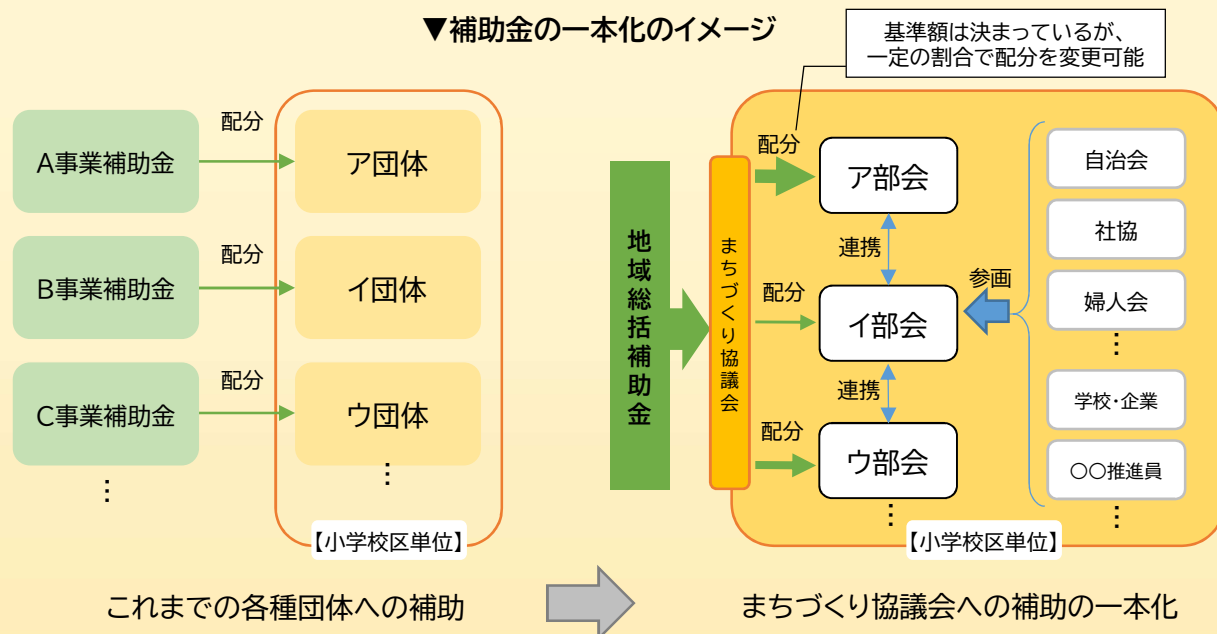 ▼補助金の一本化のイメージ
基準額は決まっているが、
一定の割合で配分を変更可能
A事業補助金
配分
ア団体
B事業補助金
配分
イ団体
C事業補助金
配分
ウ団体
⋮
⋮
【小学校区単位】
これまでの各種団体への補助
地域総括補助金
まちづくり協議会
配分
ア部会
連携
配分
イ部会
連携
配分
ウ部会
⋮
参画
自治会
社協
婦人会
⋮
学校・企業
○○推進員
⋮
【小学校区単位】
まちづくり協議会への補助の一本化